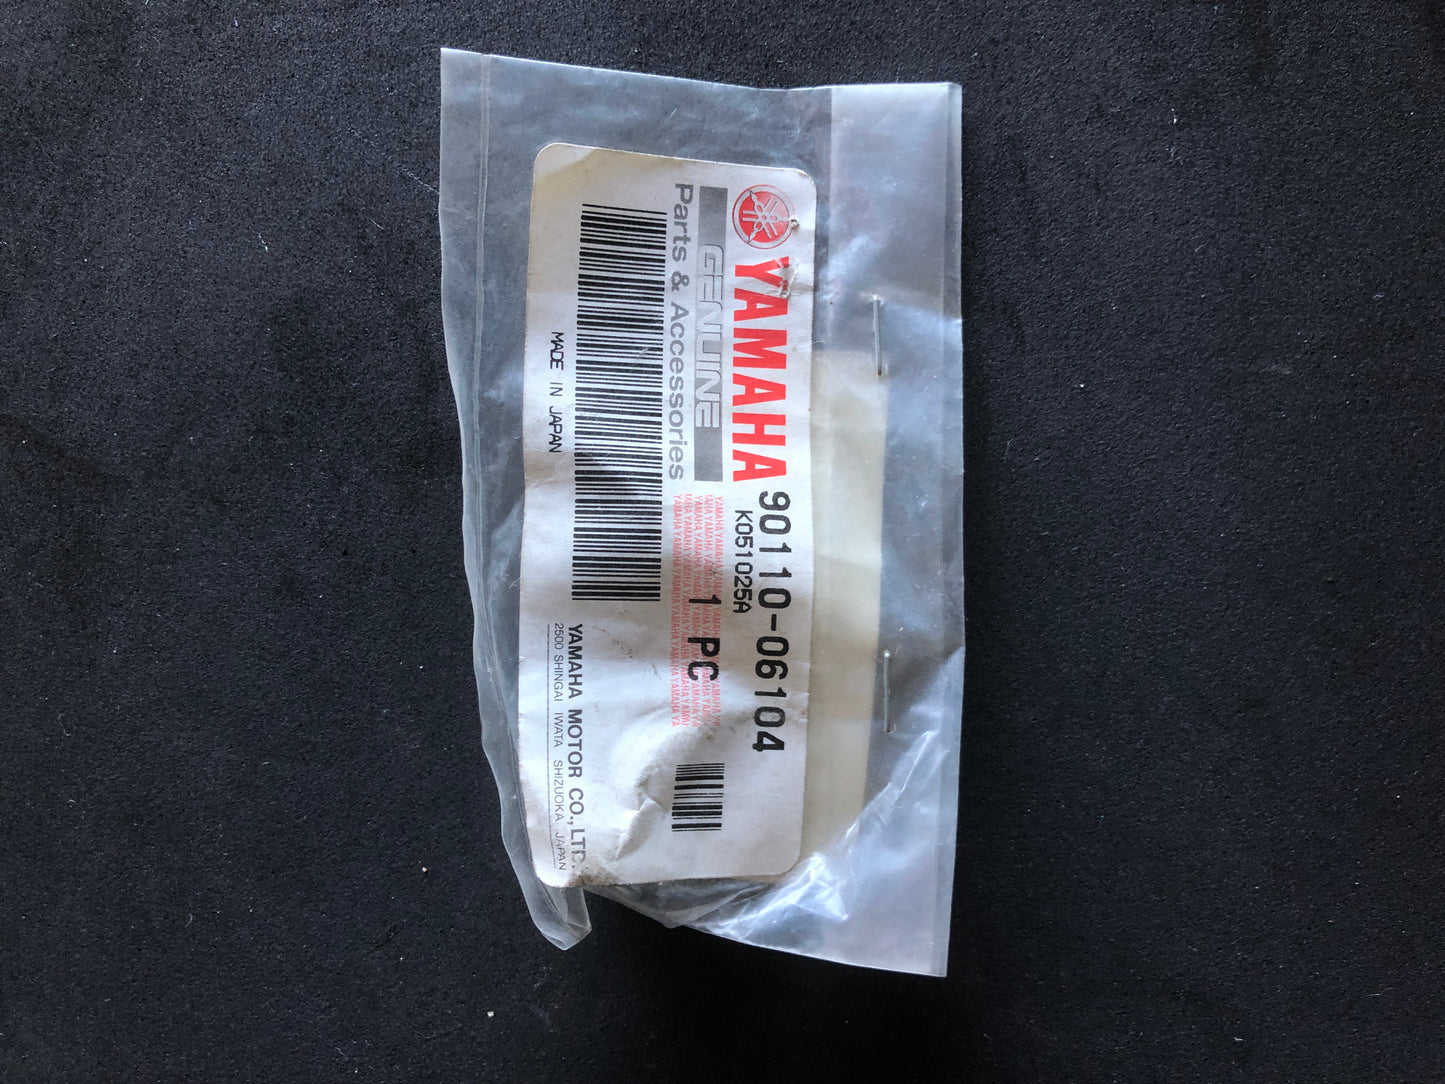 YAMAHA
GENUINE
Parts & Accessories
90110-06104
K051025A
1 PC
MADE IN JAPAN
YAMAHA MOTOR CO.,LTD.
2500 SHINGAI IWATA SHIZUOKA JAPAN